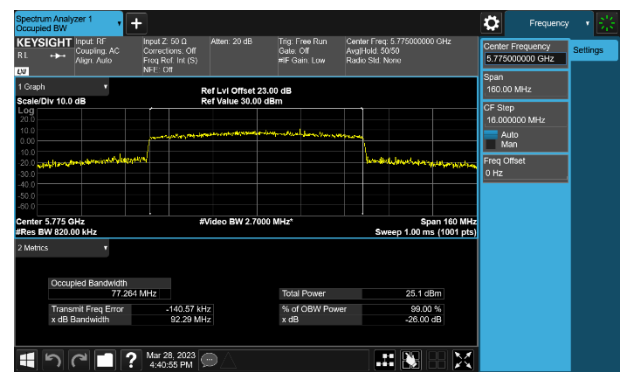 Spectrum Analyzer 1
Occupied BW
+
Frequency
KEYSIGHT
RL
Input: RF
Coupling: AC
Align: Auto
Input Z: 50 Ω
Corrections: Off
Freq Ref: Int (S)
NFE: Off
Atten: 20 dB
Trig: Free Run
Gate: Off
#IF Gain: Low
Center Freq: 5.775000000 GHz
Avg|Hold: 50/50
Radio Std: None
LW
Center Frequency
5.775000000 GHz
Settings
Span
160.00 MHz
CF Step
16.000000 MHz
Auto
Man
Freq Offset
0 Hz
1 Graph
Scale/Div 10.0 dB
Ref Lvl Offset 23.00 dB
Ref Value 30.00 dBm
Log
20.0
10.0
0.00
-10.0
-20.0
-30.0
-40.0
-50.0
-60.0
Center 5.775 GHz
#Video BW 2.7000 MHz*
Span 160 MHz
#Res BW 820.00 kHz
Sweep 1.00 ms (1001 pts)
2 Metrics
Occupied Bandwidth
77.264 MHz
Total Power 25.1 dBm
Transmit Freq Error -140.57 kHz
% of OBW Power 99.00 %
x dB Bandwidth 92.29 MHz
x dB -26.00 dB
?
Mar 28, 2023
4:40:55 PM